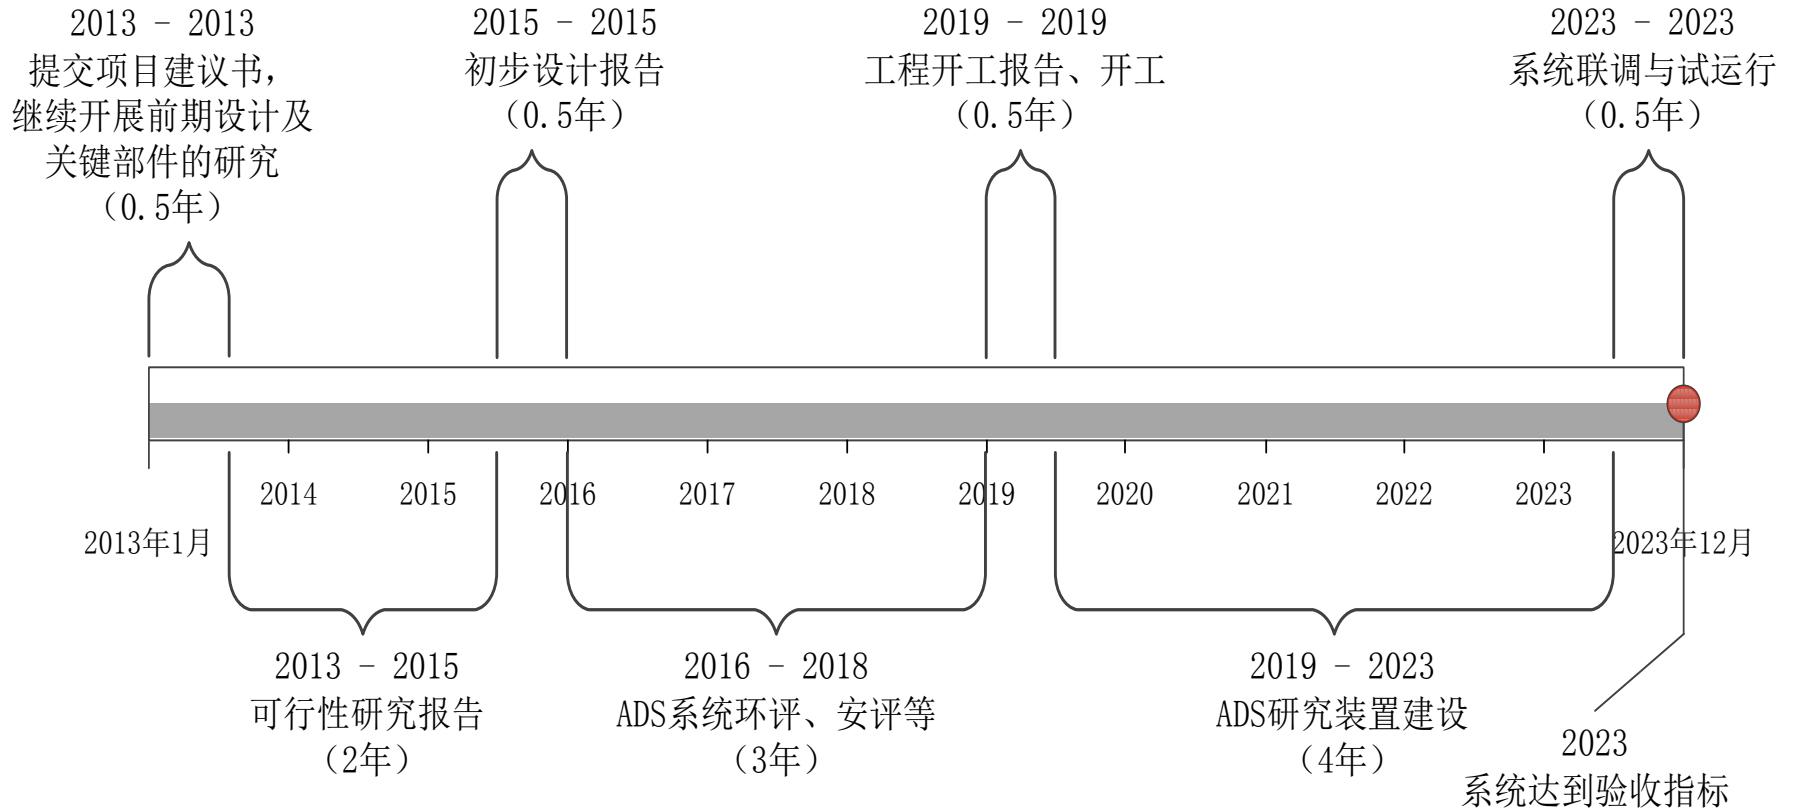 2013 - 2013
提交项目建议书,
继续开展前期设计及
关键部件的研究
(0.5年)
2015 - 2015
初步设计报告
(0.5年)
2019 - 2019
工程开工报告、开工
(0.5年)
2023 - 2023
系统联调与试运行
(0.5年)
2014
2015
2016
2017
2018
2019
2020
2021
2022
2023
2013年1月
2023年12月
2013 - 2015
可行性研究报告
(2年)
2016 - 2018
ADS系统环评、安评等
(3年)
2019 - 2023
ADS研究装置建设
(4年)
2023
系统达到验收指标